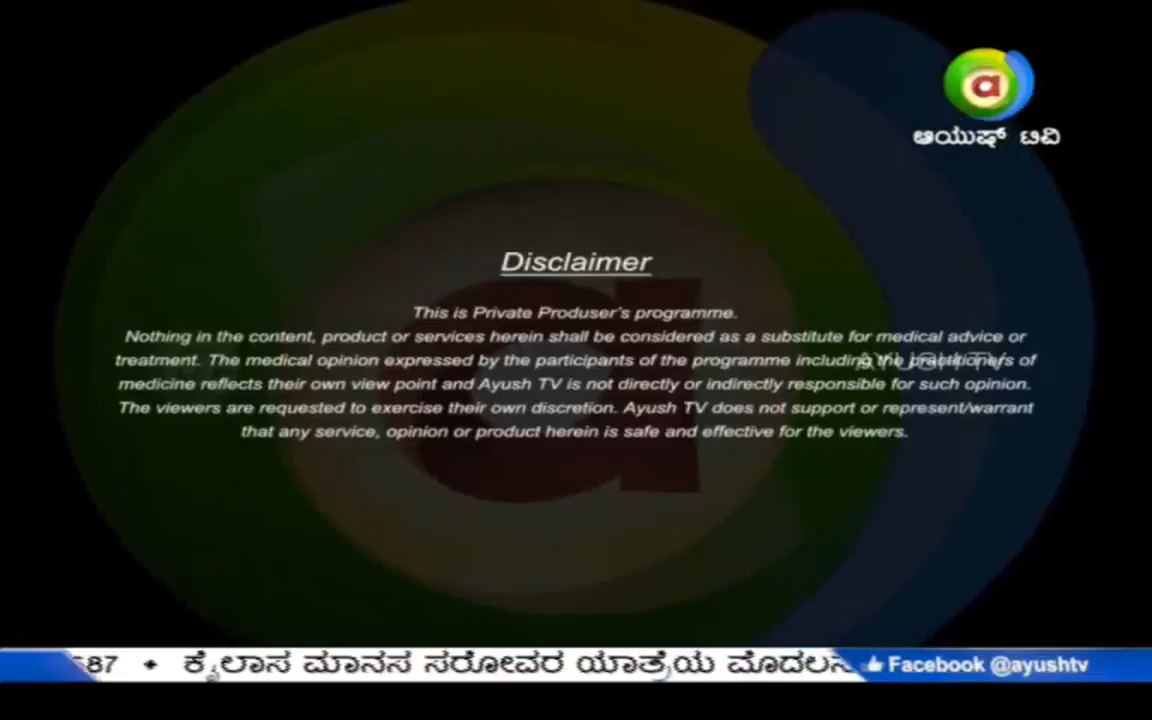 ಆಯುಷ್ ಟಿವಿ
Disclaimer
This is Private Produser's programme.
Nothing in the content, product or services herein shall be considered as a substitute for medical advice or
treatment. The medical opinion expressed by the participants of the programme including the practitioners of
AYUSH TV
medicine reflects their own view point and Ayush TV is not directly or indirectly responsible for such opinion.
The viewers are requested to exercise their own discretion. Ayush TV does not support or represent/warrant
that any service, opinion or product herein is safe and effective for the viewers.
587 ಕೈಲಾಸ ಮಾನಸ ಸರೋವರ ಯಾತ್ರೆಯ Facebook @ayushtv